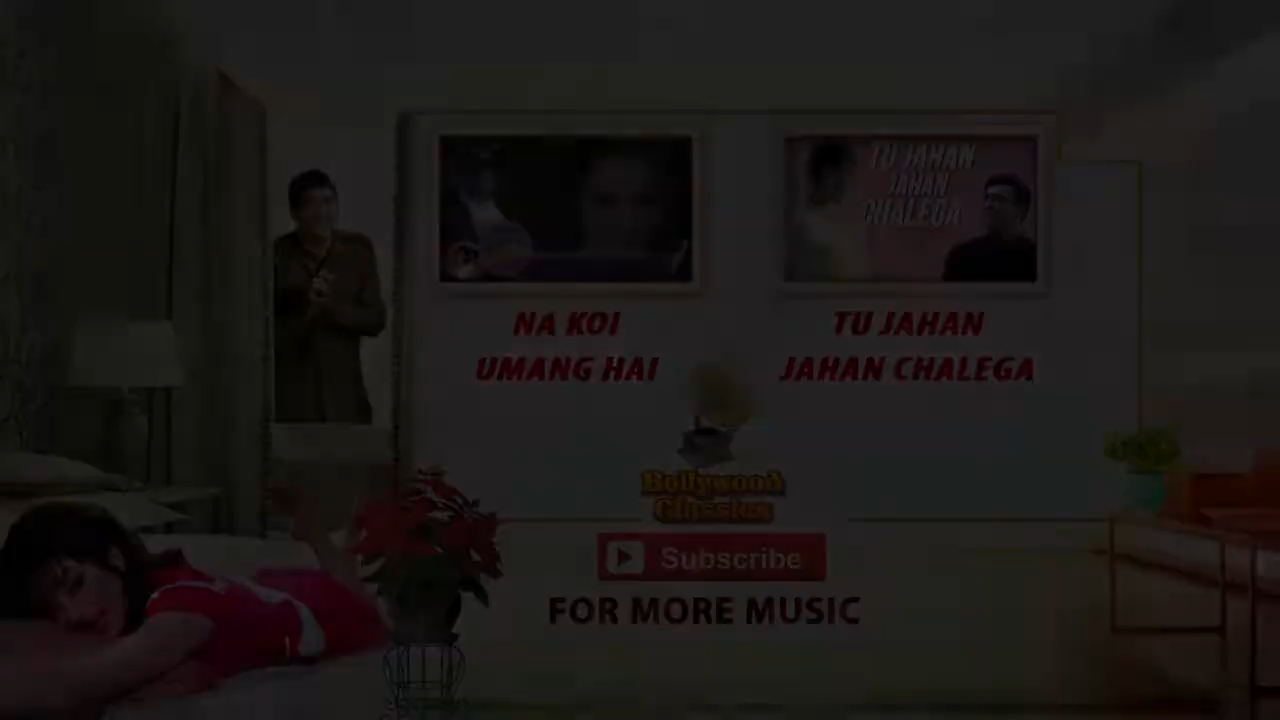 TU JAHAN
JAHAN
CHALEGA
NA KOI
UMANG HAI
TU JAHAN
JAHAN CHALEGA
Bollywood
Classics
Subscribe
FOR MORE MUSIC